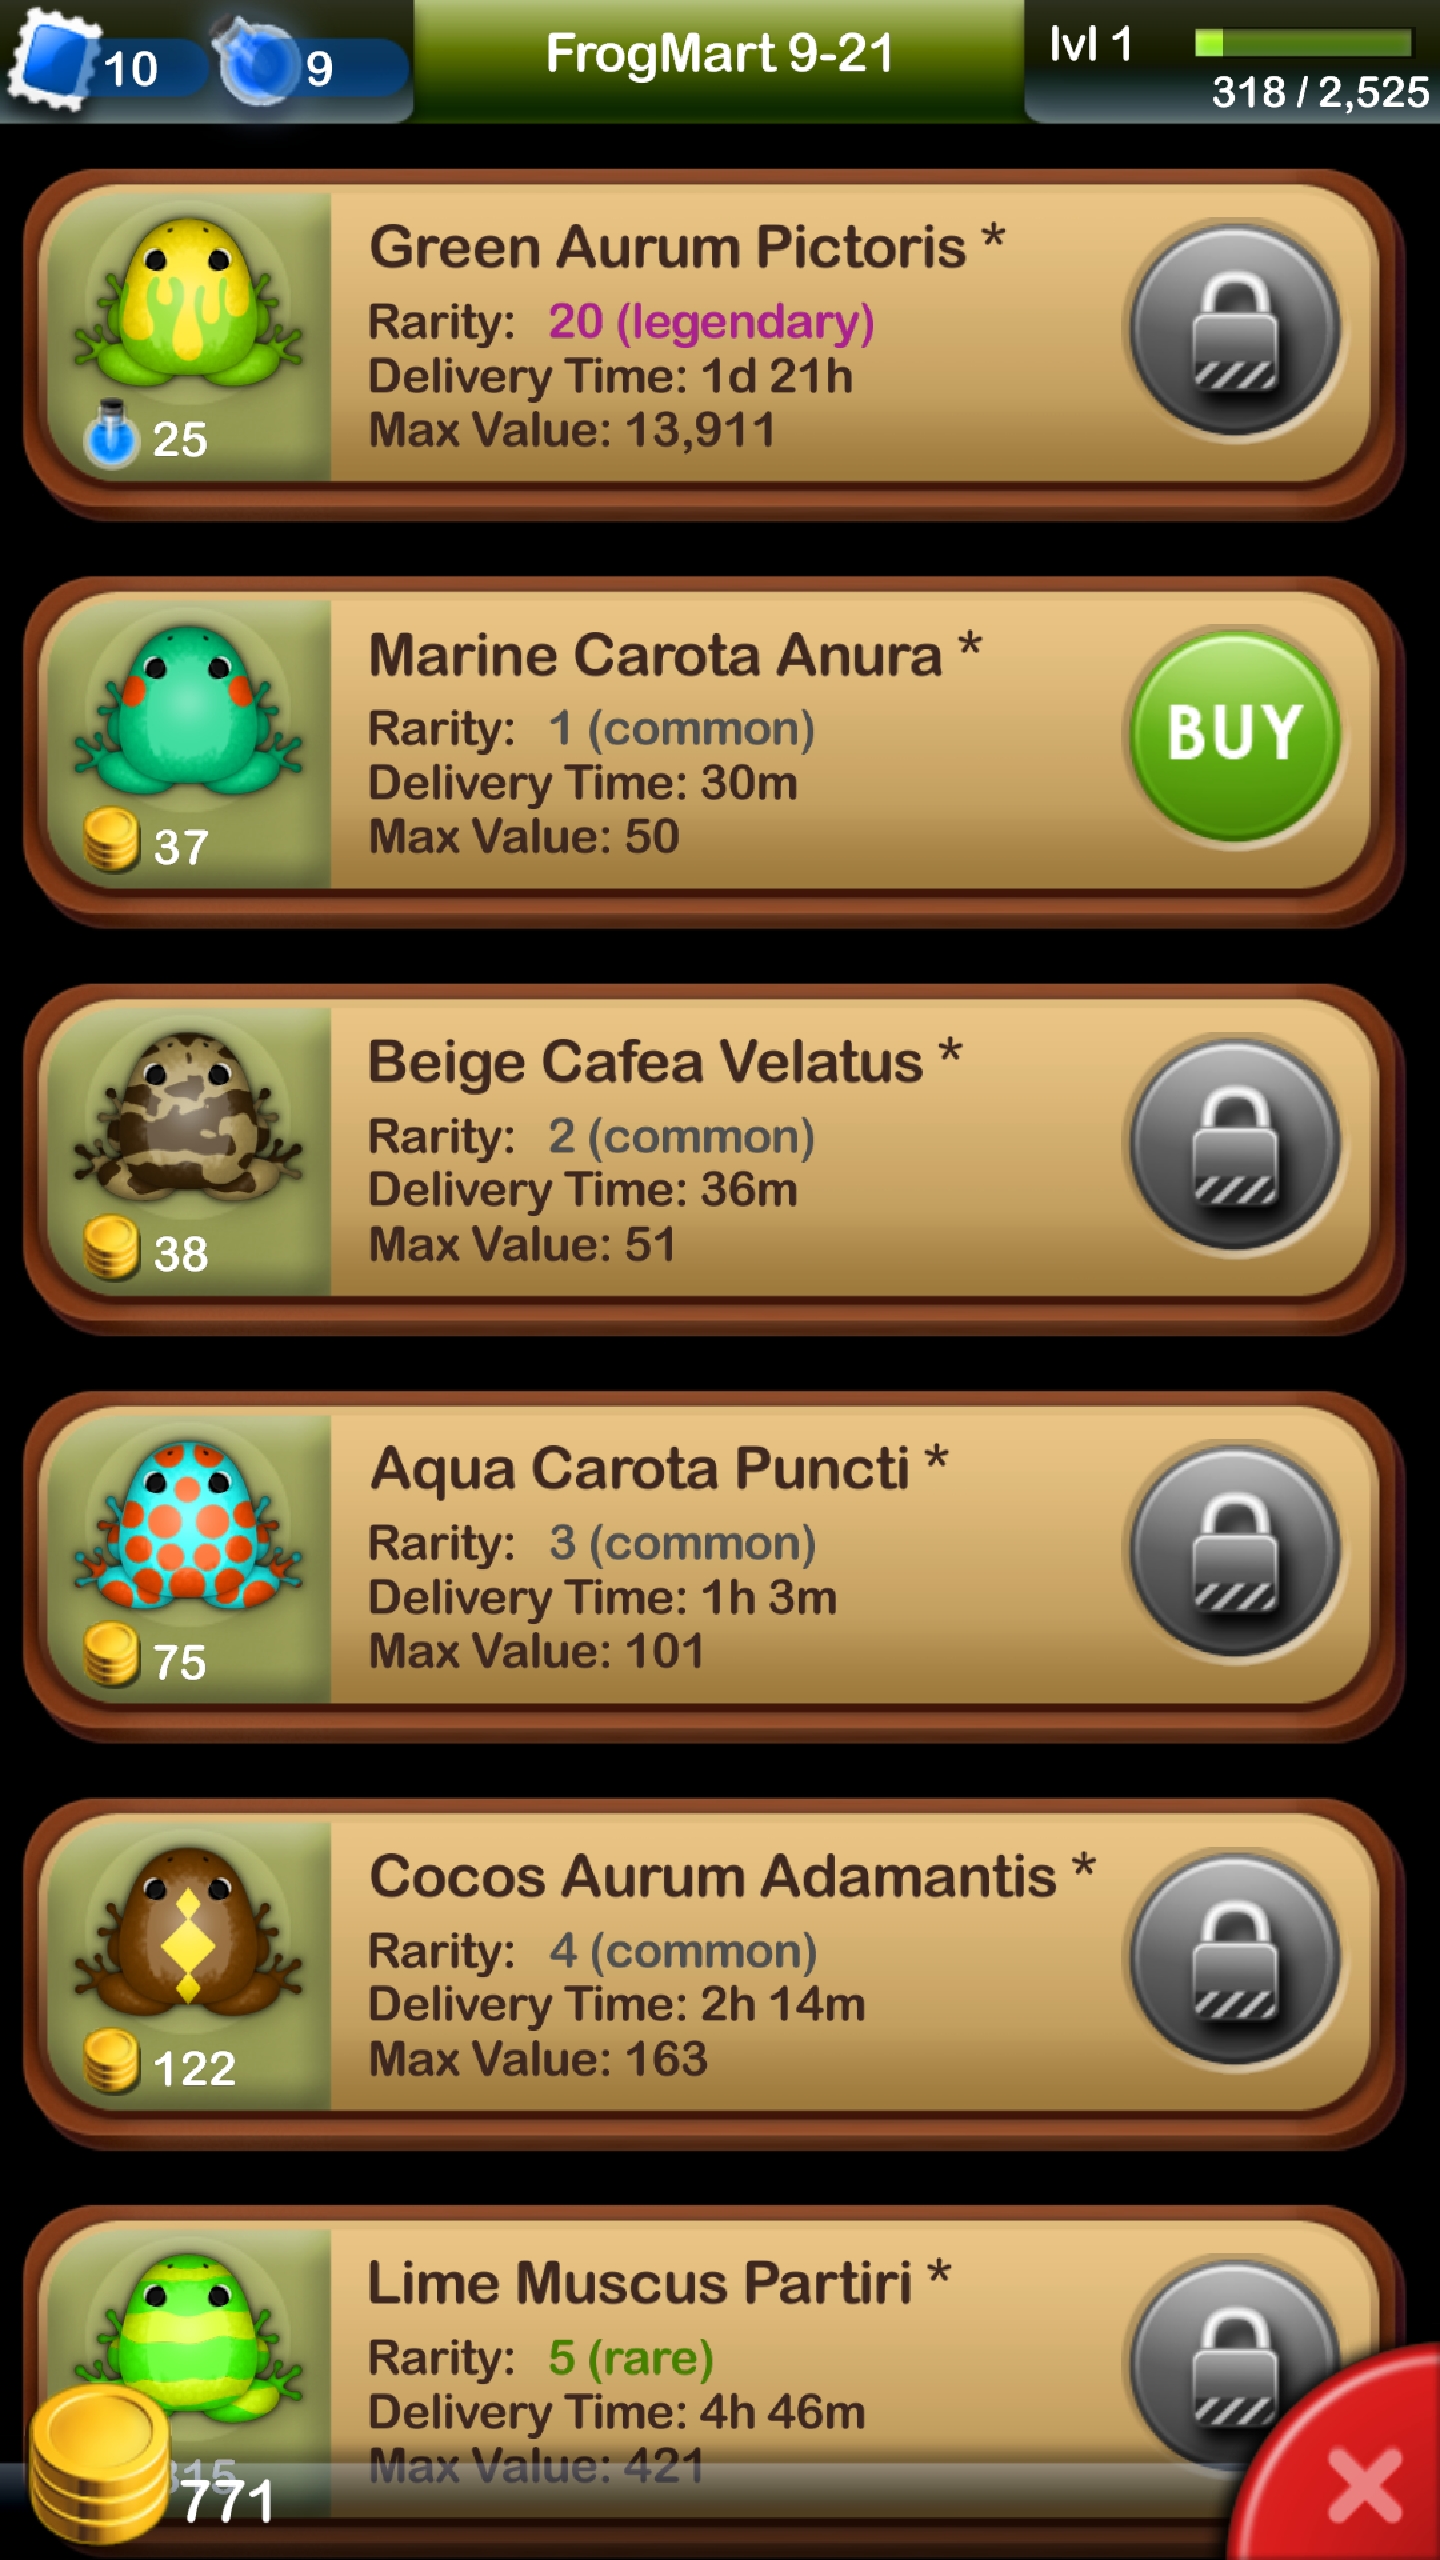 10
9
FrogMart 9-21
lvl 1
318 / 2,525
Green Aurum Pictoris *
Rarity: 20 (legendary)
Delivery Time: 1d 21h
Max Value: 13,911
25
Marine Carota Anura *
Rarity: 1 (common)
Delivery Time: 30m
Max Value: 50
37
BUY
Beige Cafea Velatus *
Rarity: 2 (common)
Delivery Time: 36m
Max Value: 51
38
Aqua Carota Puncti *
Rarity: 3 (common)
Delivery Time: 1h 3m
Max Value: 101
75
Cocos Aurum Adamantis *
Rarity: 4 (common)
Delivery Time: 2h 14m
Max Value: 163
122
Lime Muscus Partiri *
Rarity: 5 (rare)
Delivery Time: 4h 46m
Max Value: 421
315
771